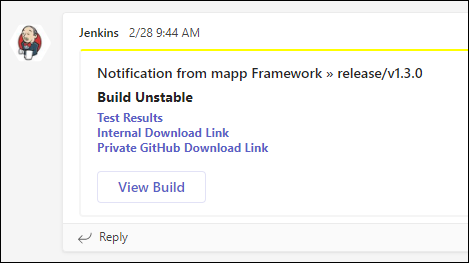 Jenkins 2/28 9:44 AM
Notification from mapp Framework » release/v1.3.0
Build Unstable
Test Results
Internal Download Link
Private GitHub Download Link
View Build
Reply